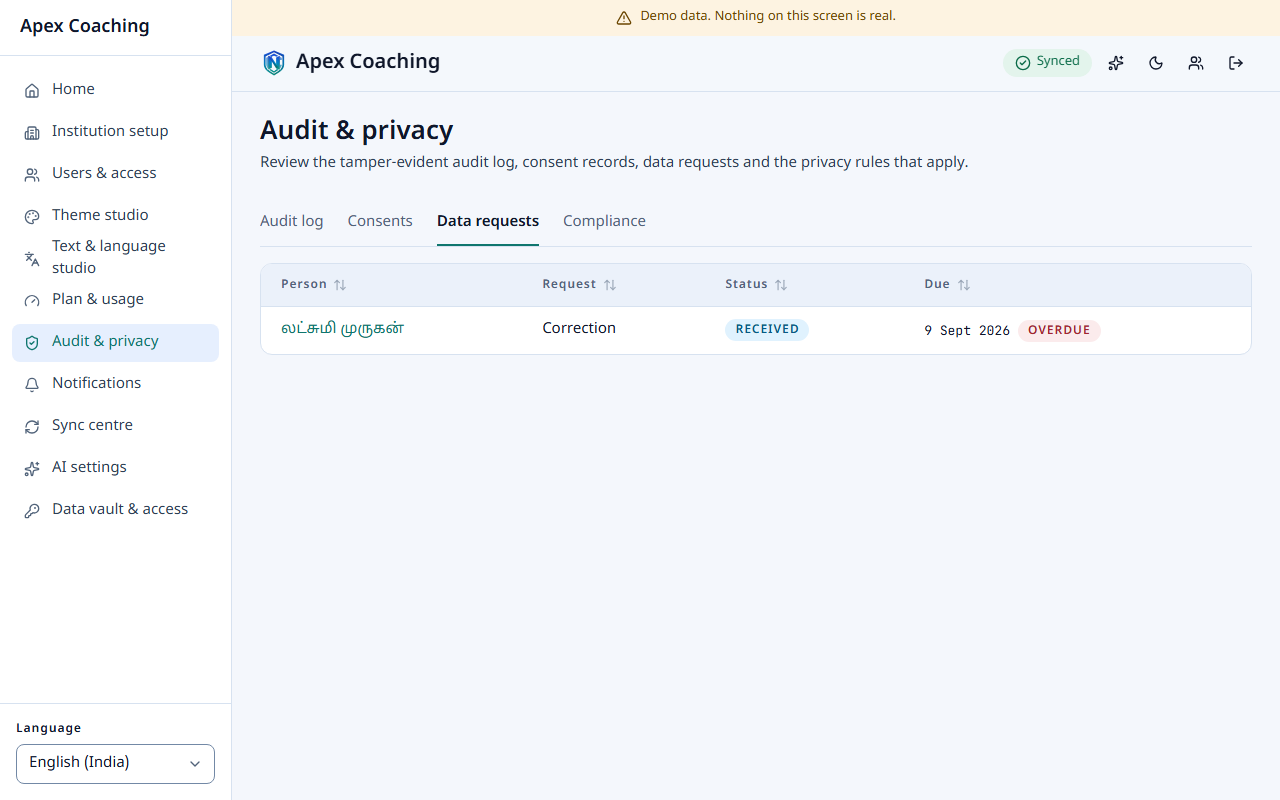 Apex Coaching
Home
Institution setup
Users & access
Theme studio
Text & language
studio
Plan & usage
Audit & privacy
Notifications
Sync centre
AI settings
Data vault & access
Language
English (India)
Demo data. Nothing on this screen is real.
Apex Coaching
Synced
Audit & privacy
Review the tamper-evident audit log, consent records, data requests and the privacy rules that apply.
Audit log Consents Data requests Compliance
Person Request Status Due
லட்சுமி முருகன் Correction RECEIVED 9 Sept 2026 OVERDUE